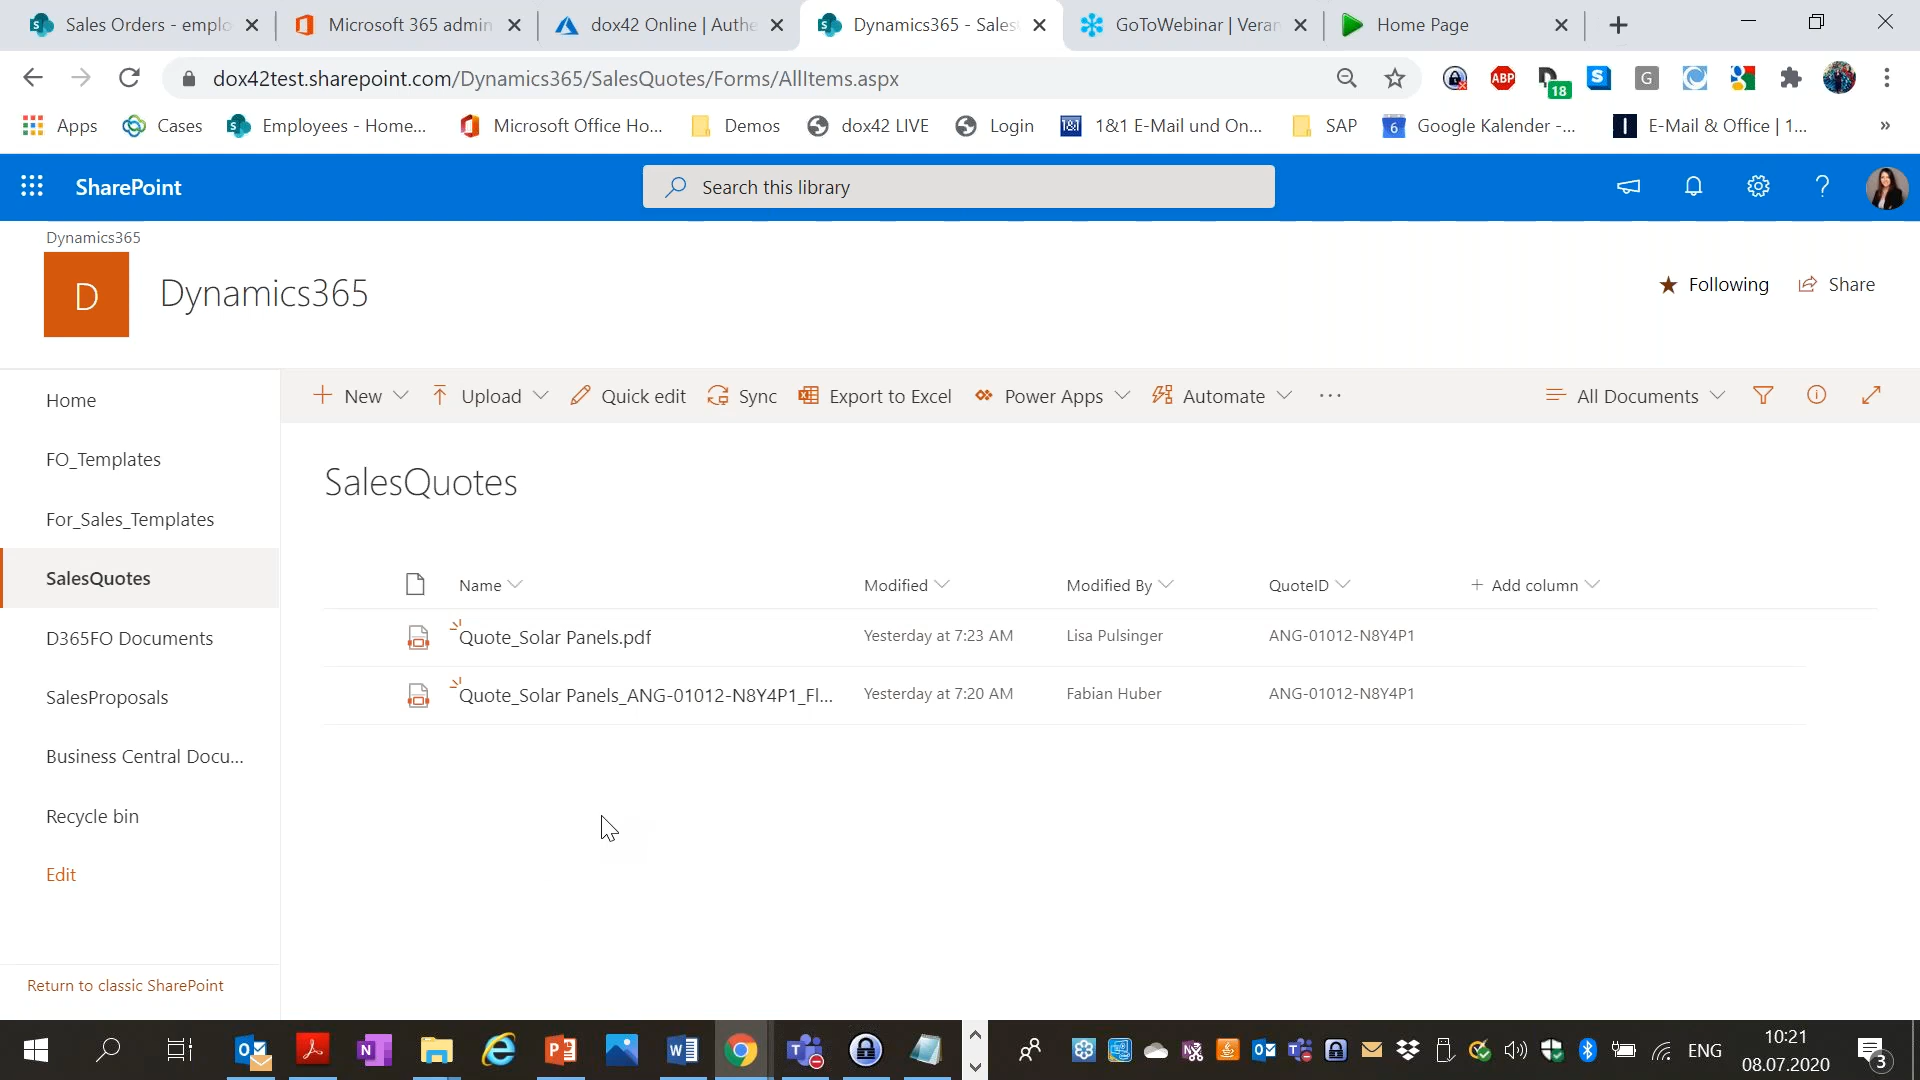 Sales Orders - emplo
Microsoft 365 admin
dox42 Online | Authe
Dynamics365 - Sales
GoToWebinar | Veran
Home Page
dox42test.sharepoint.com/Dynamics365/SalesQuotes/Forms/AllItems.aspx
ABP
18
S
G
Apps
Cases
Employees - Home...
Microsoft Office Ho...
Demos
dox42 LIVE
Login
1&1 E-Mail und On...
SAP
6 Google Kalender -...
E-Mail & Office | 1...
»
SharePoint
Search this library
?
Dynamics365
D
Dynamics365
Following
Share
Home
FO_Templates
For_Sales_Templates
SalesQuotes
D365FO Documents
SalesProposals
Business Central Docu...
Recycle bin
Edit
Return to classic SharePoint
New
Upload
Quick edit
Sync
Export to Excel
Power Apps
Automate
...
All Documents
SalesQuotes
Name
Modified
Modified By
QuoteID
+ Add column
Quote_Solar Panels.pdf
Yesterday at 7:23 AM
Lisa Pulsinger
ANG-01012-N8Y4P1
Quote_Solar Panels_ANG-01012-N8Y4P1_Fl...
Yesterday at 7:20 AM
Fabian Huber
ANG-01012-N8Y4P1
ENG
10:21
08.07.2020
3